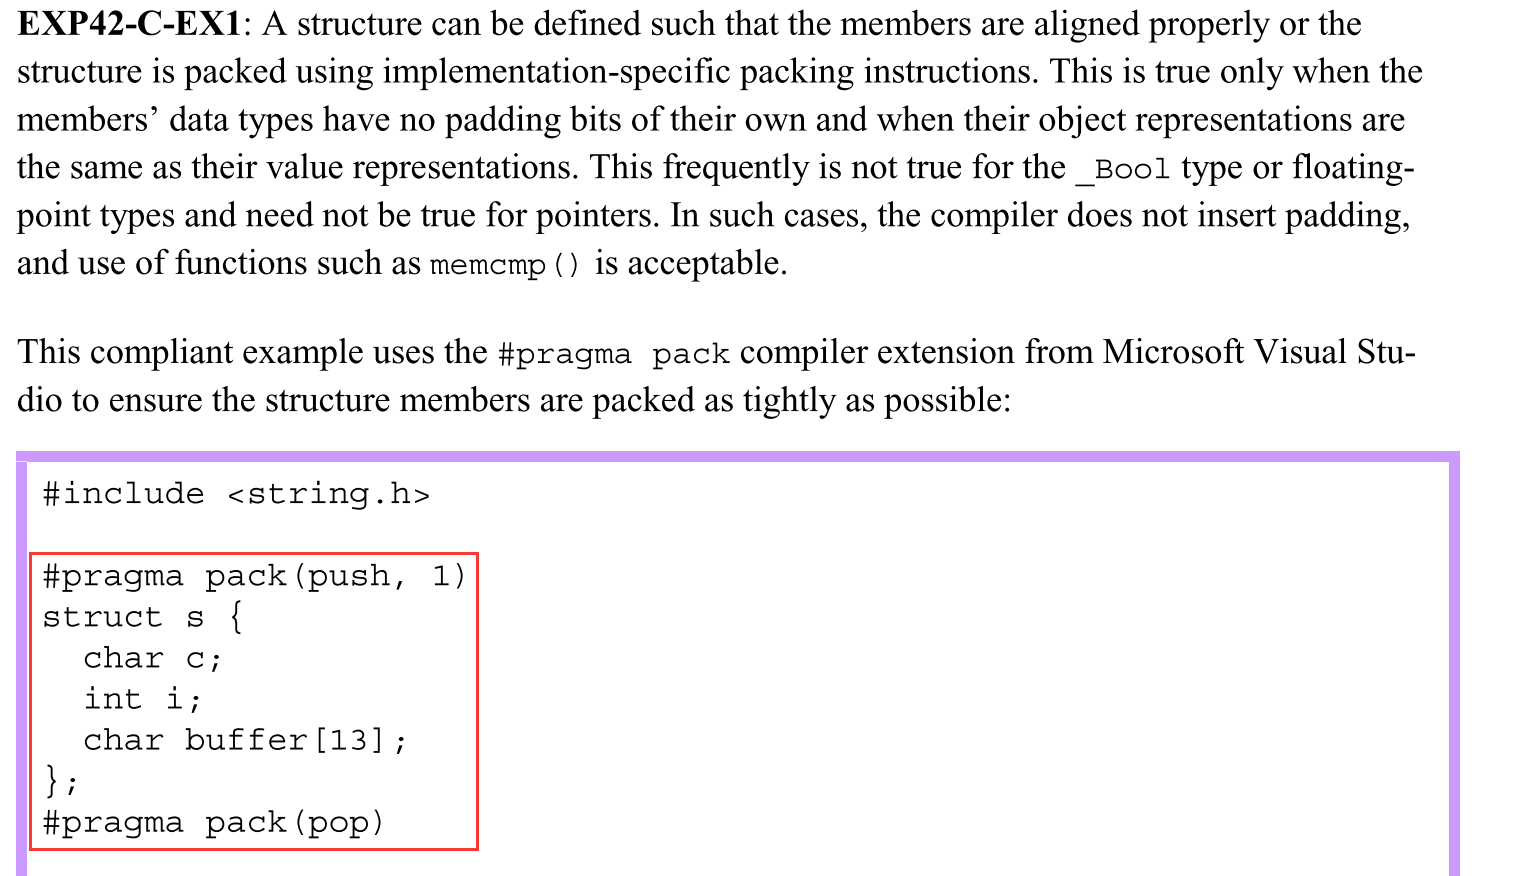 EXP42-C-EX1: A structure can be defined such that the members are aligned properly or the
structure is packed using implementation-specific packing instructions. This is true only when the
members’ data types have no padding bits of their own and when their object representations are
the same as their value representations. This frequently is not true for the _Bool type or floating-
point types and need not be true for pointers. In such cases, the compiler does not insert padding,
and use of functions such as memcmp() is acceptable.
This compliant example uses the #pragma pack compiler extension from Microsoft Visual Stu-
dio to ensure the structure members are packed as tightly as possible:
#include <string.h>
#pragma pack(push, 1)
struct s {
  char c;
  int i;
  char buffer[13];
};
#pragma pack(pop)